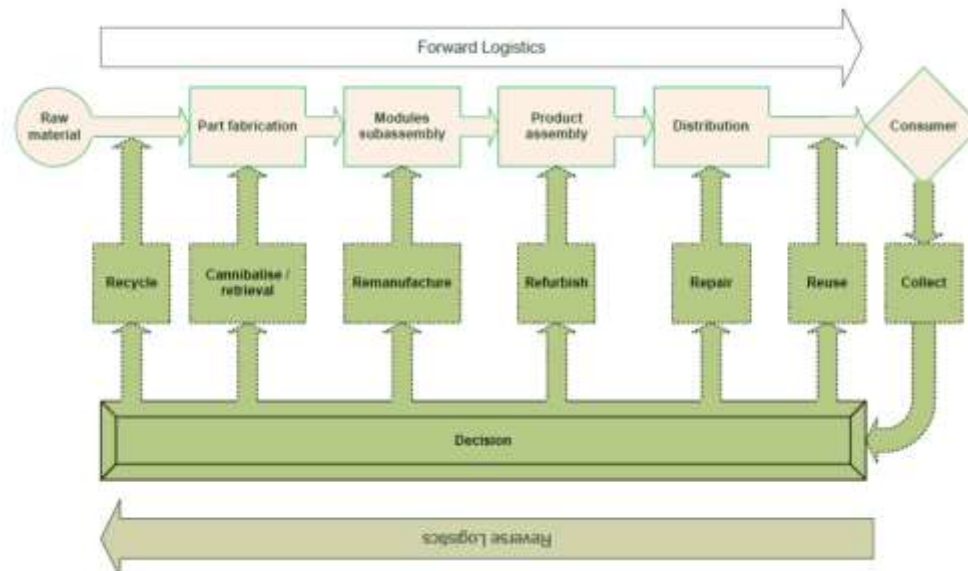 Forward Logistics
Raw
material
Part fabrication
Modules
subassembly
Product
assembly
Distribution
Consumer
Recycle
Cannibalise /
retrieval
Remanufacture
Refurbish
Repair
Reuse
Collect
Decision
Reverse Logistics